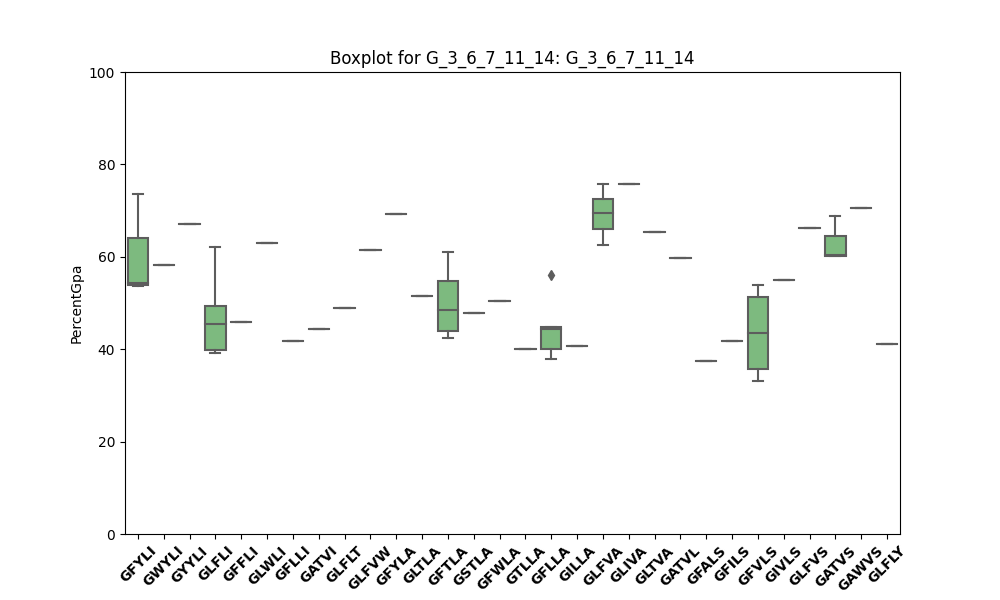 Boxplot for G_3_6_7_11_14: G_3_6_7_11_14
PercentGpa
100
80
60
40
20
0
GFYLI
GWYLI
GYYLI
GLFLI
GFFLI
GLWLI
GFLLI
GATVI
GLFLT
GLFVW
GFYLA
GLTLA
GFTLA
GSTLA
GFWLA
GTLLA
GFLLA
GILLA
GLFVA
GLIVA
GLTVA
GATVL
GFALS
GFILS
GFVLS
GIVLS
GLFVS
GATVS
GAWVS
GLFLY